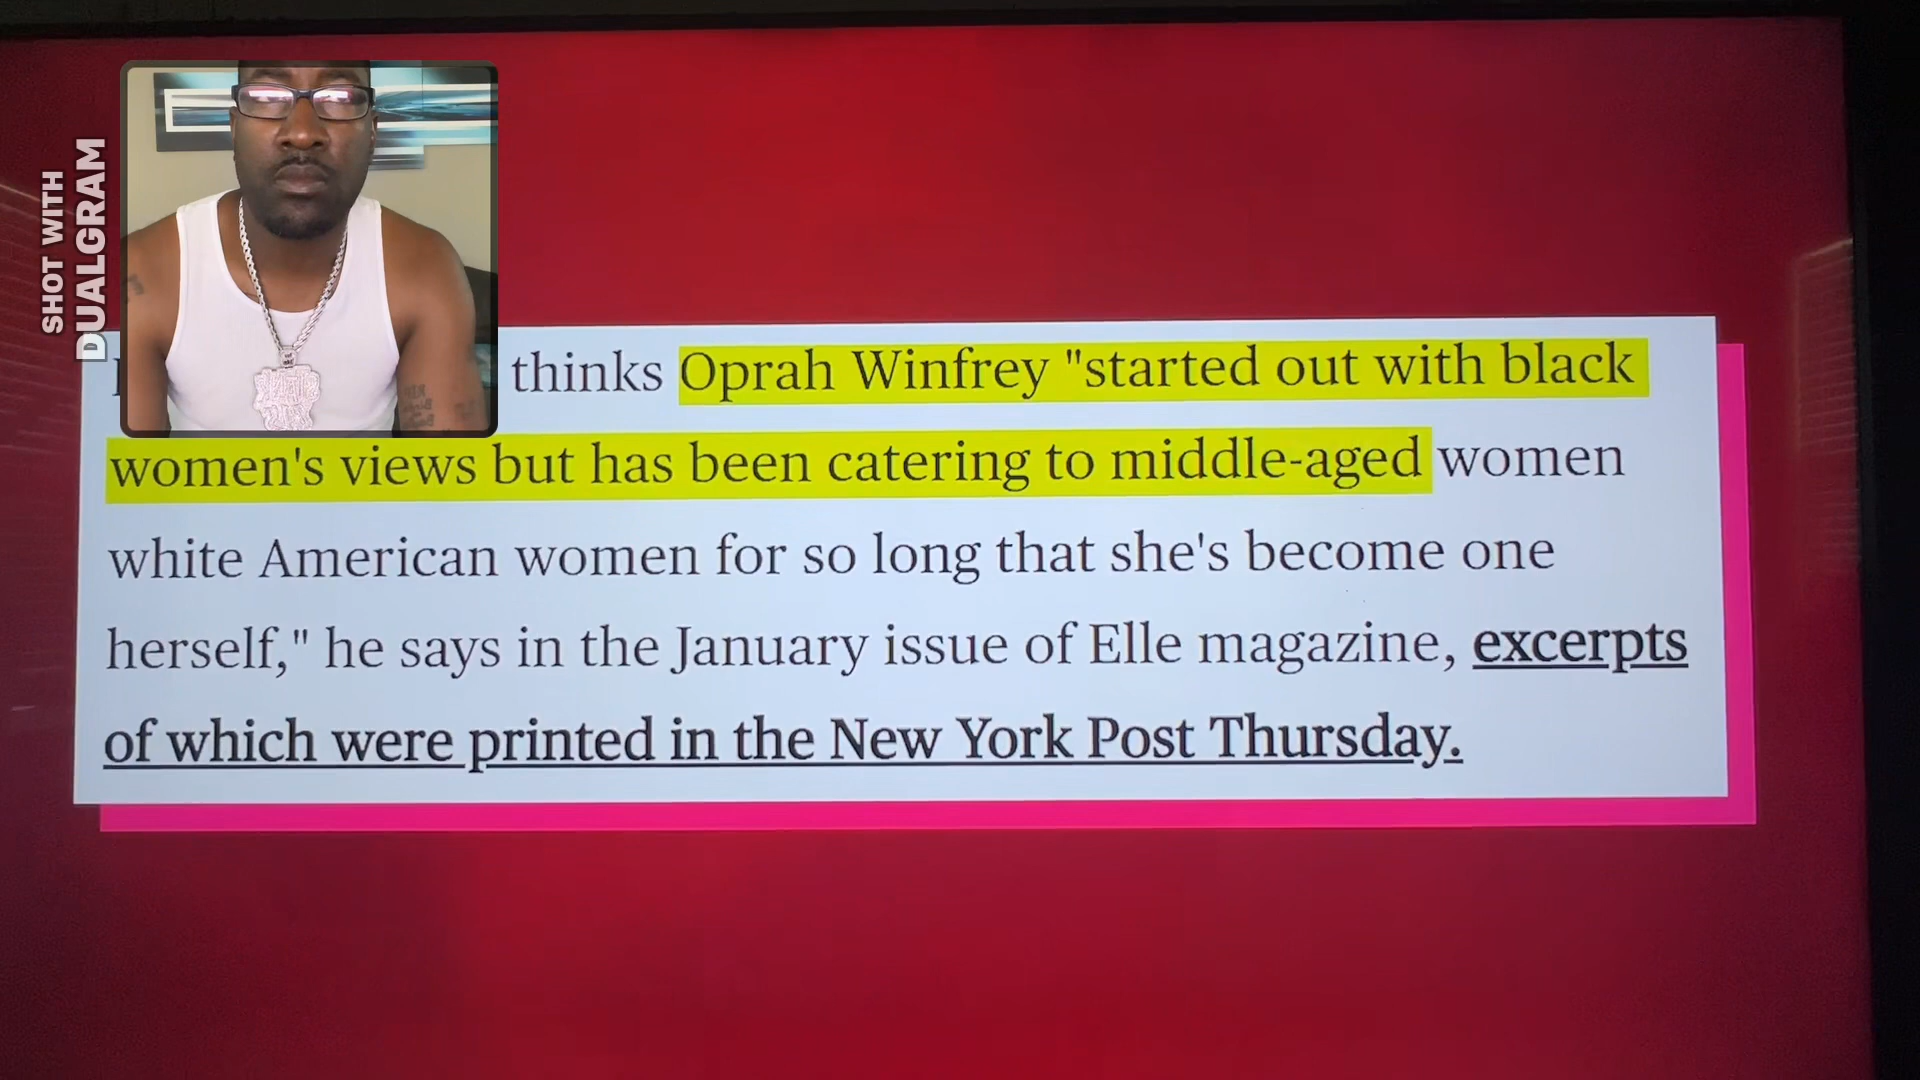 SHOT WITH
DUALGRAM
thinks Oprah Winfrey "started out with black
women's views but has been catering to middle-aged women
white American women for so long that she's become one
herself," he says in the January issue of Elle magazine, excerpts
of which were printed in the New York Post Thursday.